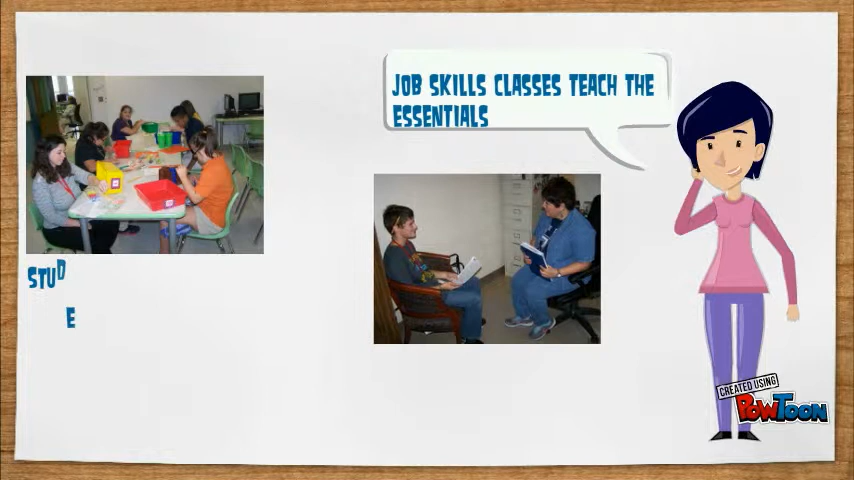 JOB SKILLS CLASSES TEACH THE
ESSENTIALS
STUD
E
CREATED USING
POWTOON